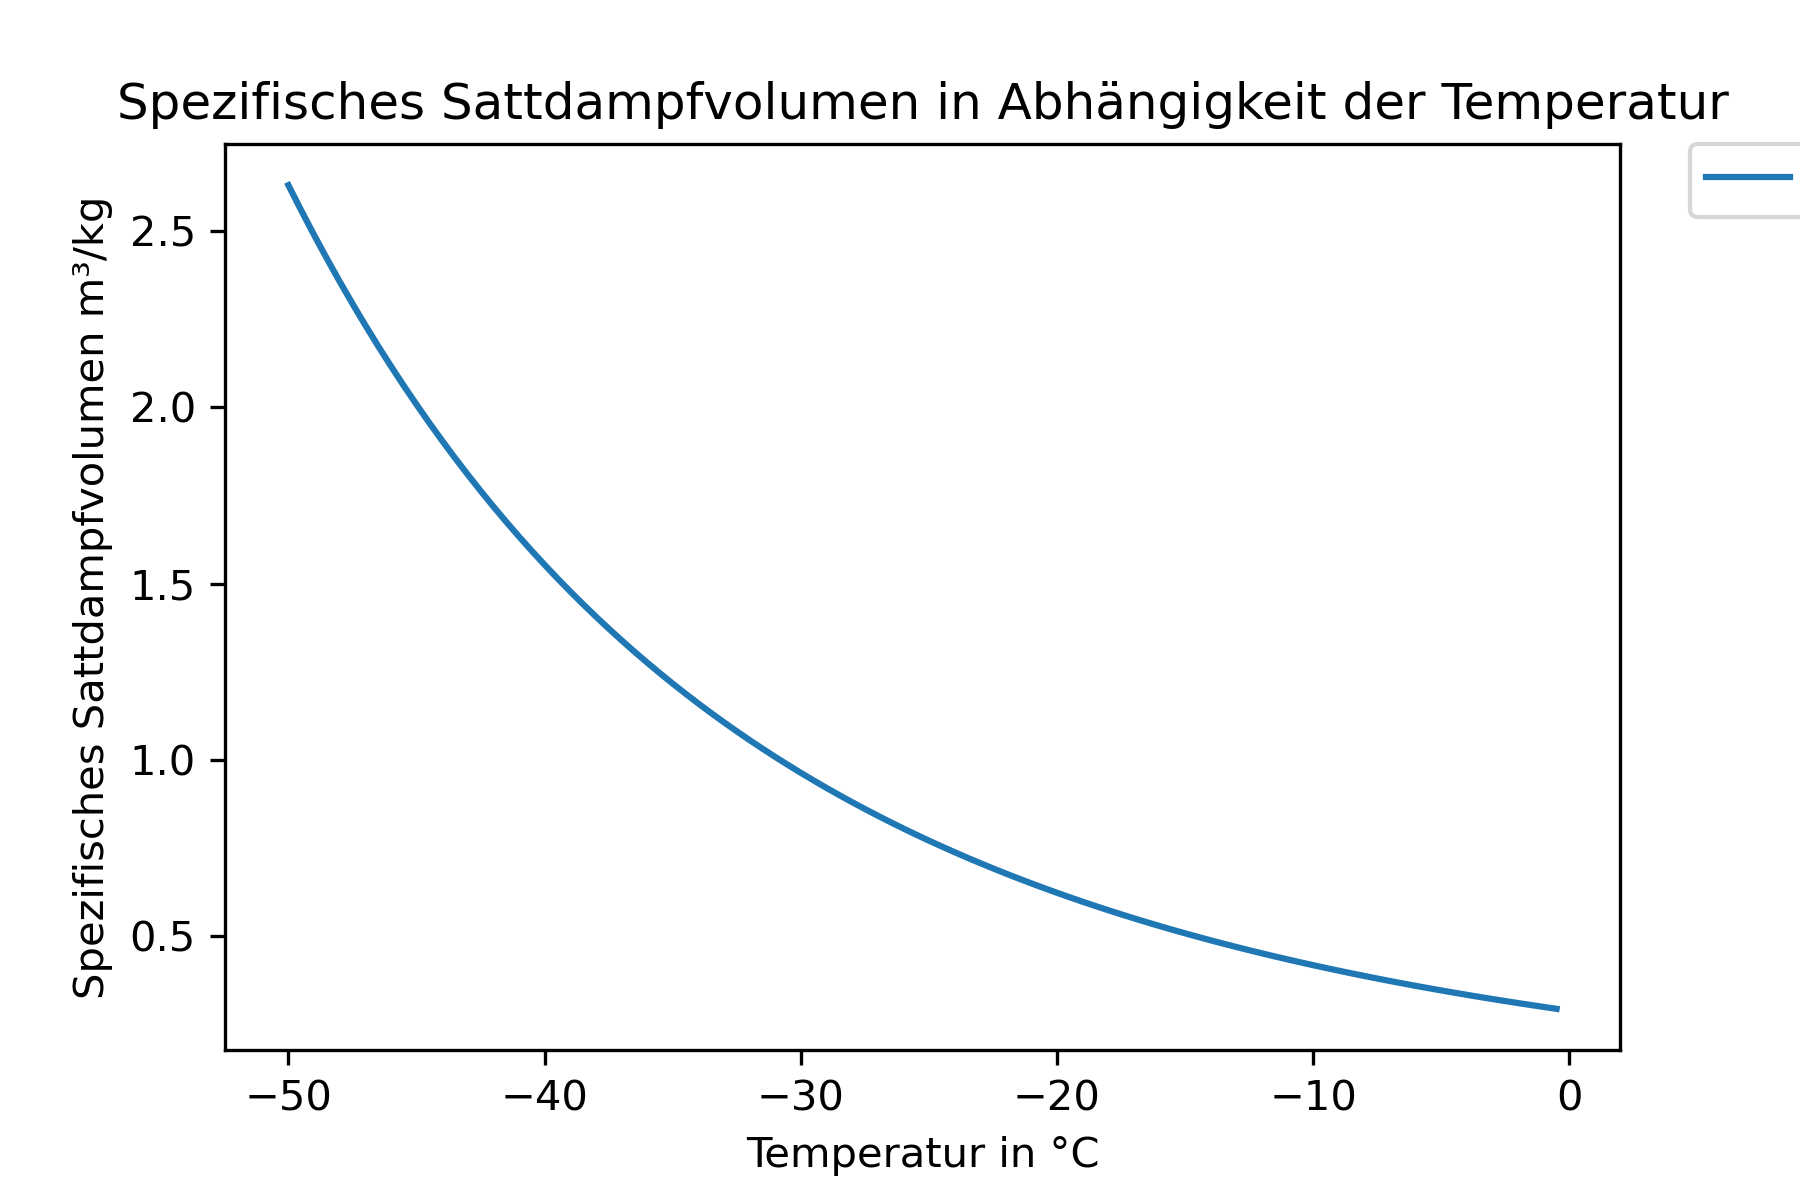 Spezifisches Sattdampfvolumen in Abhängigkeit der Temperatur
Spezifisches Sattdampfvolumen m³/kg
2.5
2.0
1.5
1.0
0.5
−50 −40 −30 −20 −10 0
Temperatur in °C